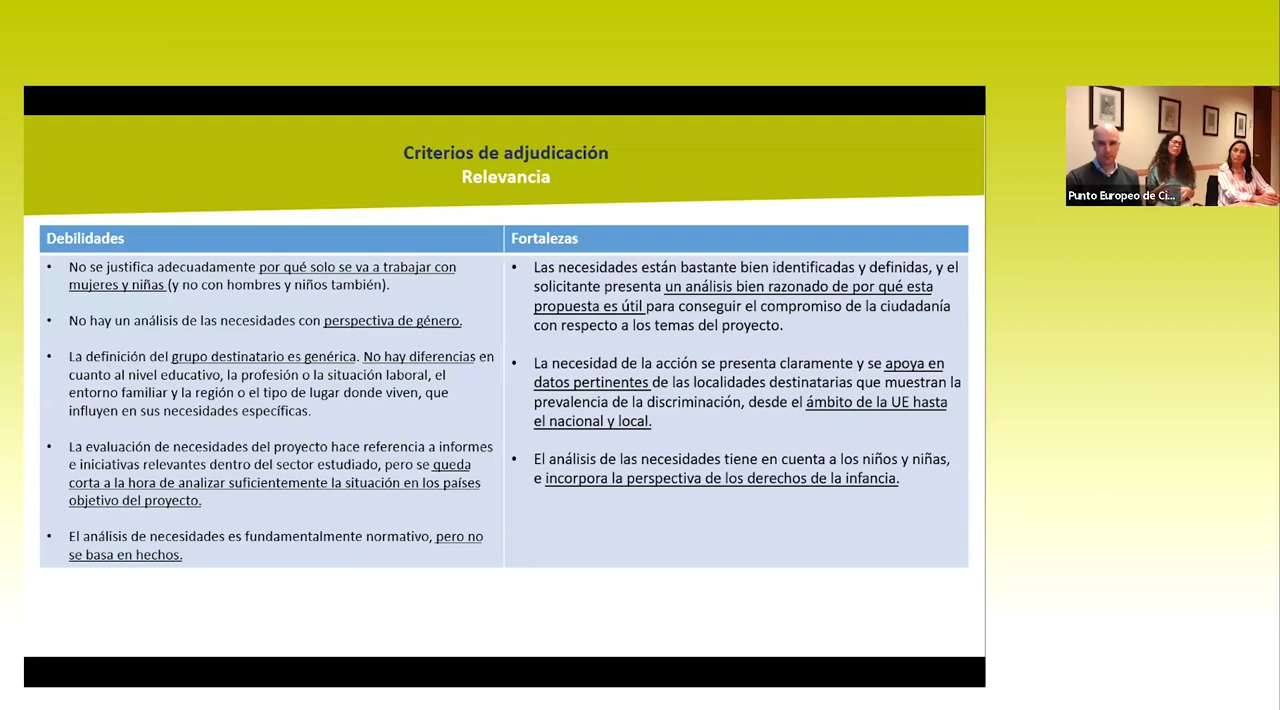 Criterios de adjudicación
Relevancia
Debilidades
No se justifica adecuadamente por qué solo se va a trabajar con
mujeres y niñas (y no con hombres y niños también).
No hay un análisis de las necesidades con perspectiva de género.
La definición del grupo destinatario es genérica. No hay diferencias en
cuanto al nivel educativo, la profesión o la situación laboral, el
entorno familiar y la región o el tipo de lugar donde viven, que
influyen en sus necesidades específicas.
La evaluación de necesidades del proyecto hace referencia a informes
e iniciativas relevantes dentro del sector estudiado, pero se queda
corta a la hora de analizar suficientemente la situación en los países
objetivo del proyecto.
El análisis de necesidades es fundamentalmente normativo, pero no
se basa en hechos.
Fortalezas
Las necesidades están bastante bien identificadas y definidas, y el
solicitante presenta un análisis bien razonado de por qué esta
propuesta es útil para conseguir el compromiso de la ciudadanía
con respecto a los temas del proyecto.
La necesidad de la acción se presenta claramente y se apoya en
datos pertinentes de las localidades destinatarias que muestran la
prevalencia de la discriminación, desde el ámbito de la UE hasta
el nacional y local.
El análisis de las necesidades tiene en cuenta a los niños y niñas,
e incorpora la perspectiva de los derechos de la infancia.
Punto Europeo de Ci...